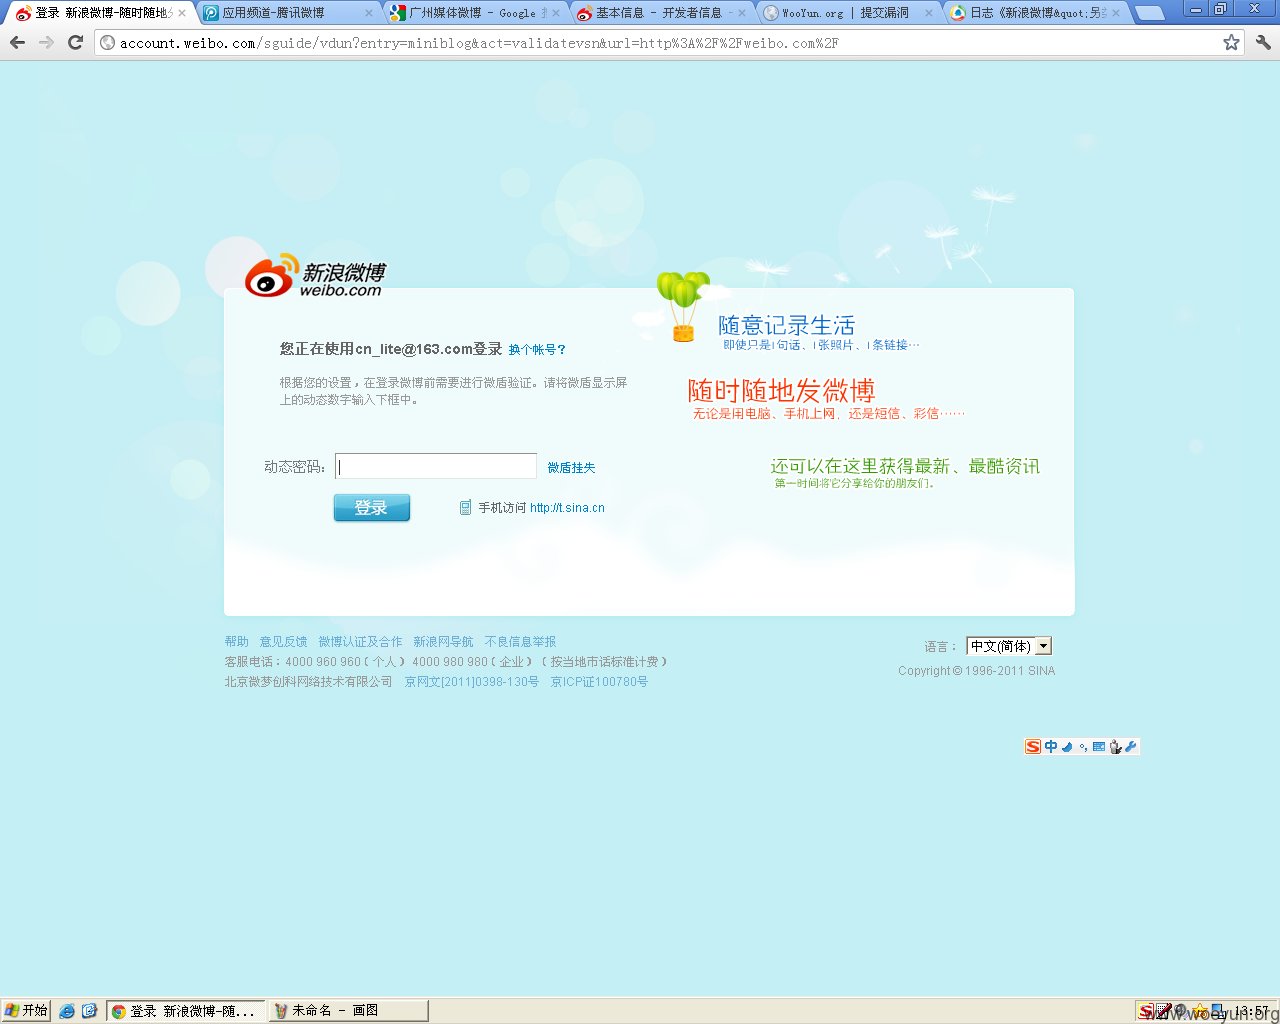 登录 新浪微博-随时随地
应用频道-腾讯微博
广州媒体微博 - Google
基本信息 - 开发者信息 -
WooYun.org | 提交漏洞
日志《新浪微博&quot;另
account.weibo.com/sguide/vdun?entry=miniblog&act=validatevsn&url=http%3A%2F%2Fweibo.com%2F
新浪微博
weibo.com
随意记录生活
即使只是1句话、1张照片、1条链接…
您正在使用cn_lite@163.com登录 换个帐号?
根据您的设置，在登录微博前需要进行微盾验证。请将微盾显示屏
上的动态数字输入下框中。
随时随地发微博
无论是用电脑、手机上网，还是短信、彩信……
动态密码： 微盾挂失
还可以在这里获得最新、最酷资讯
第一时间将它分享给你的朋友们。
登录
手机访问 http://t.sina.cn
帮助 意见反馈 微博认证及合作 新浪网导航 不良信息举报
语言： 中文(简体)
客服电话：4000 960 960（个人） 4000 980 980（企业）（按当地市话标准计费）
Copyright © 1996-2011 SINA
北京微梦创科网络技术有限公司 京网文[2011]0398-130号 京ICP证100780号
中
开始
登录 新浪微博-随...
未命名 - 画图
13:57
www.wooyun.org